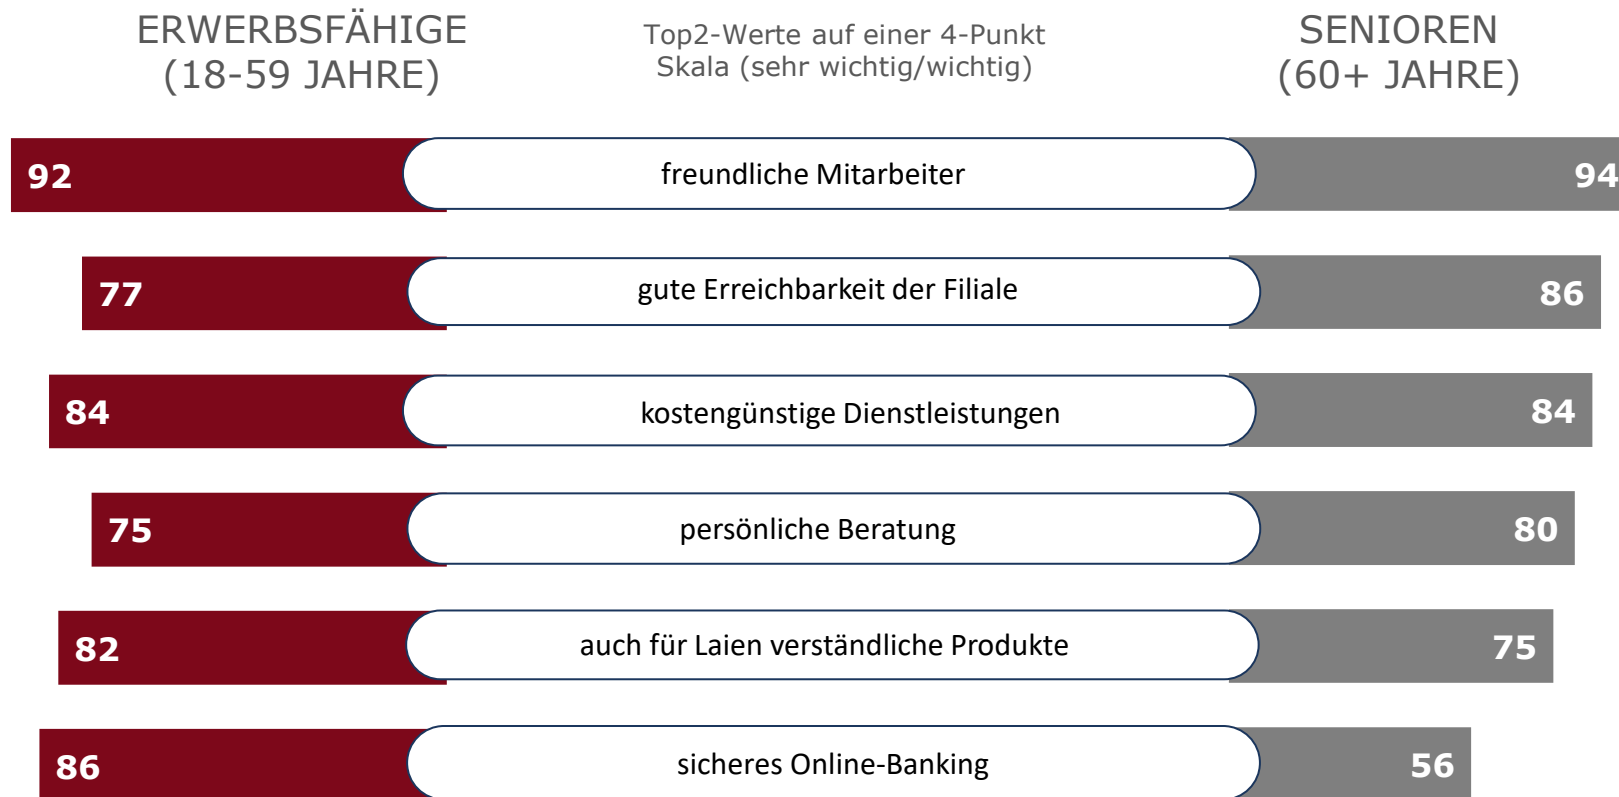 ERWERBSFÄHIGE
(18-59 JAHRE)
Top2-Werte auf einer 4-Punkt
Skala (sehr wichtig/wichtig)
SENIOREN
(60+ JAHRE)
92 freundliche Mitarbeiter 94
77 gute Erreichbarkeit der Filiale 86
84 kostengünstige Dienstleistungen 84
75 persönliche Beratung 80
82 auch für Laien verständliche Produkte 75
86 sicheres Online-Banking 56